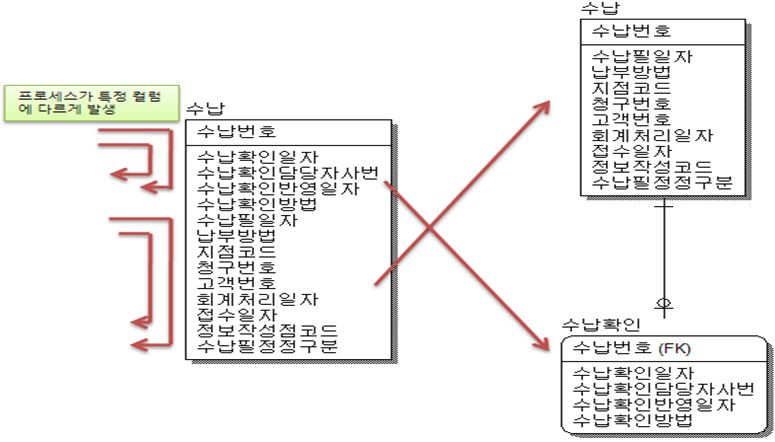 프로세스가 특정 컬럼
에 다르게 발생
수납
수납번호
수납확인일자
수납확인담당자사번
수납확인반영일자
수납확인방법
수납필일자
납부방법
지점코드
청구번호
고객번호
회계처리일자
접수일자
정보작성점코드
수납필정정구분
수납
수납번호
수납필일자
납부방법
지점코드
청구번호
고객번호
회계처리일자
접수일자
정보작성코드
수납필정정구분
수납확인
수납번호 (FK)
수납확인일자
수납확인담당자사번
수납확인반영일자
수납확인방법